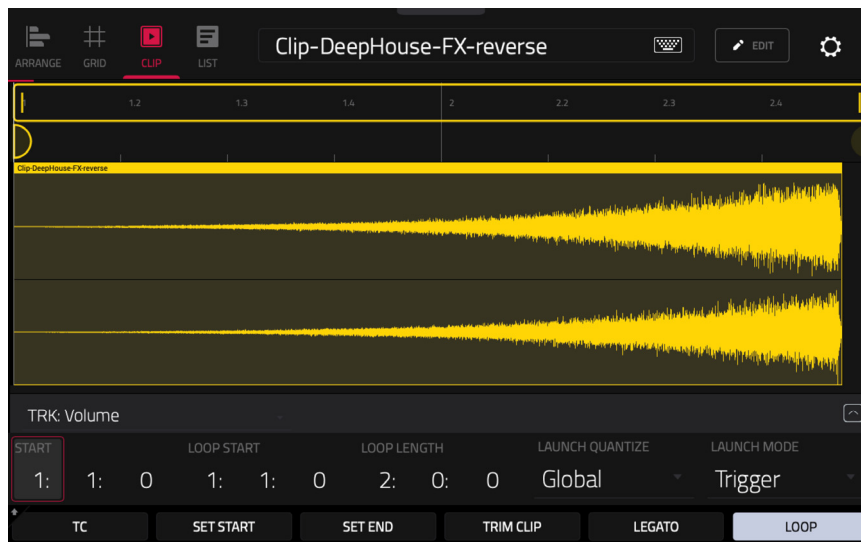 ARRANGE GRID CLIP LIST Clip-DeepHouse-FX-reverse EDIT
1 1.2 1.3 1.4 2 2.2 2.3 2.4
Clip-DeepHouse-FX-reverse
TRK: Volume
START LOOP START LOOP LENGTH LAUNCH QUANTIZE LAUNCH MODE
1: 1: 0 1: 1: 0 2: 0: 0 Global Trigger
TC SET START SET END TRIM CLIP LEGATO LOOP